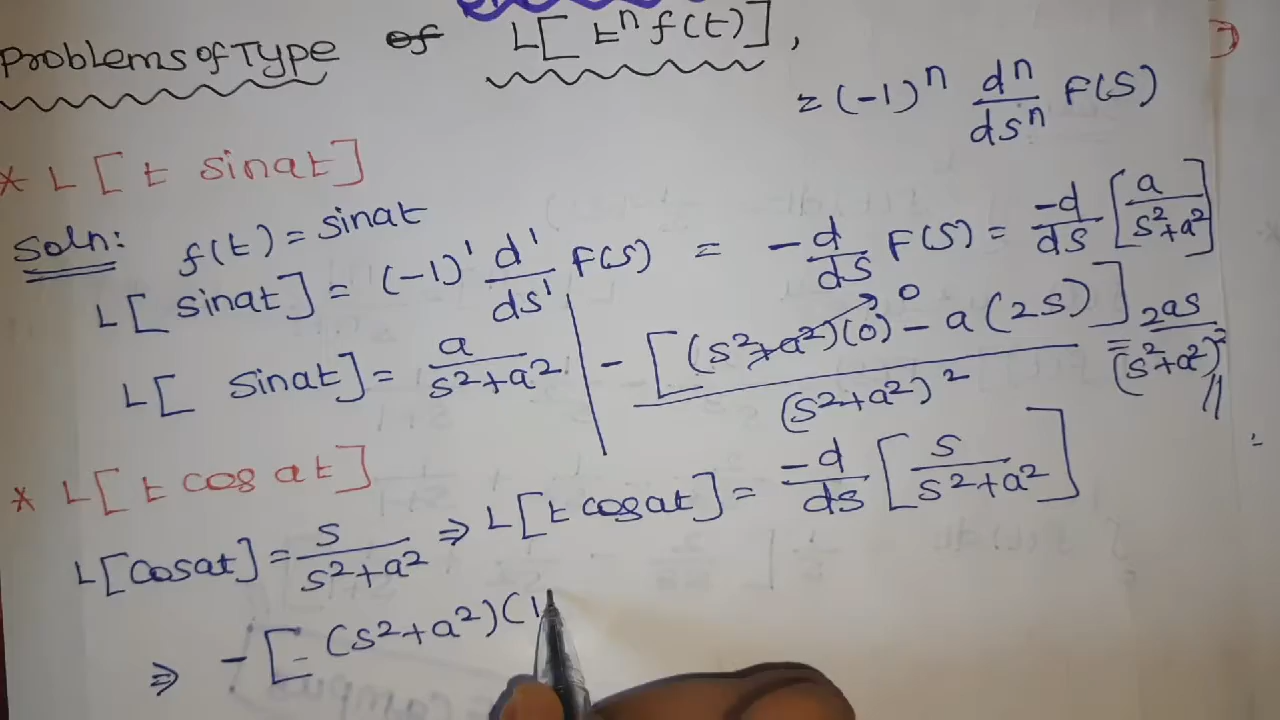 Problems of Type of L[t^n f(t)],
= (-1)^n d^n/ds^n F(S)
* L[t sinat]
Soln: f(t) = sinat
L[sinat] = (-1)^1 d^1/ds^1 F(S) = -d/ds F(S) = -d/ds [a/(s^2+a^2)]
L[sinat] = a/(s^2+a^2) | -[(s^2+a^2)(0) - a(2s)]/(s^2+a^2)^2 = 2as/(s^2+a^2)^2 //
0
* L[t cos at]
L[cosat] = s/(s^2+a^2) ⇒ L[t cosat] = -d/ds [s/(s^2+a^2)]
⇒ -[(s^2+a^2)(1